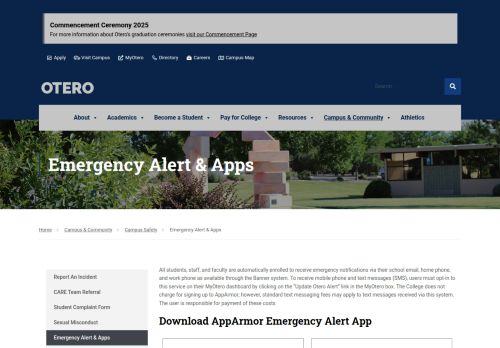 Commencement Ceremony 2025
For more information about Otero's graduation ceremonies visit our Commencement Page
Apply Visit Campus MyOtero Directory Careers Campus Map
OTERO
Search
About Academics Become a Student Pay for College Resources Campus & Community Athletics
Emergency Alert & Apps
Home Campus & Community Campus Safety Emergency Alert & Apps
Report An Incident
CARE Team Referral
Student Complaint Form
Sexual Misconduct
Emergency Alert & Apps
All students, staff, and faculty are automatically enrolled to receive emergency notifications via their school email, home phone,
and work phone as available through the Banner system. To receive mobile phone and text messages (SMS), users must opt-in to
this service on their MyOtero dashboard by clicking on the "Update Otero Alert" link in the MyOtero box. The College does not
charge for signing up to AppArmor, however, standard text messaging fees may apply to text messages received via this system.
The user is responsible for payment of these costs
Download AppArmor Emergency Alert App